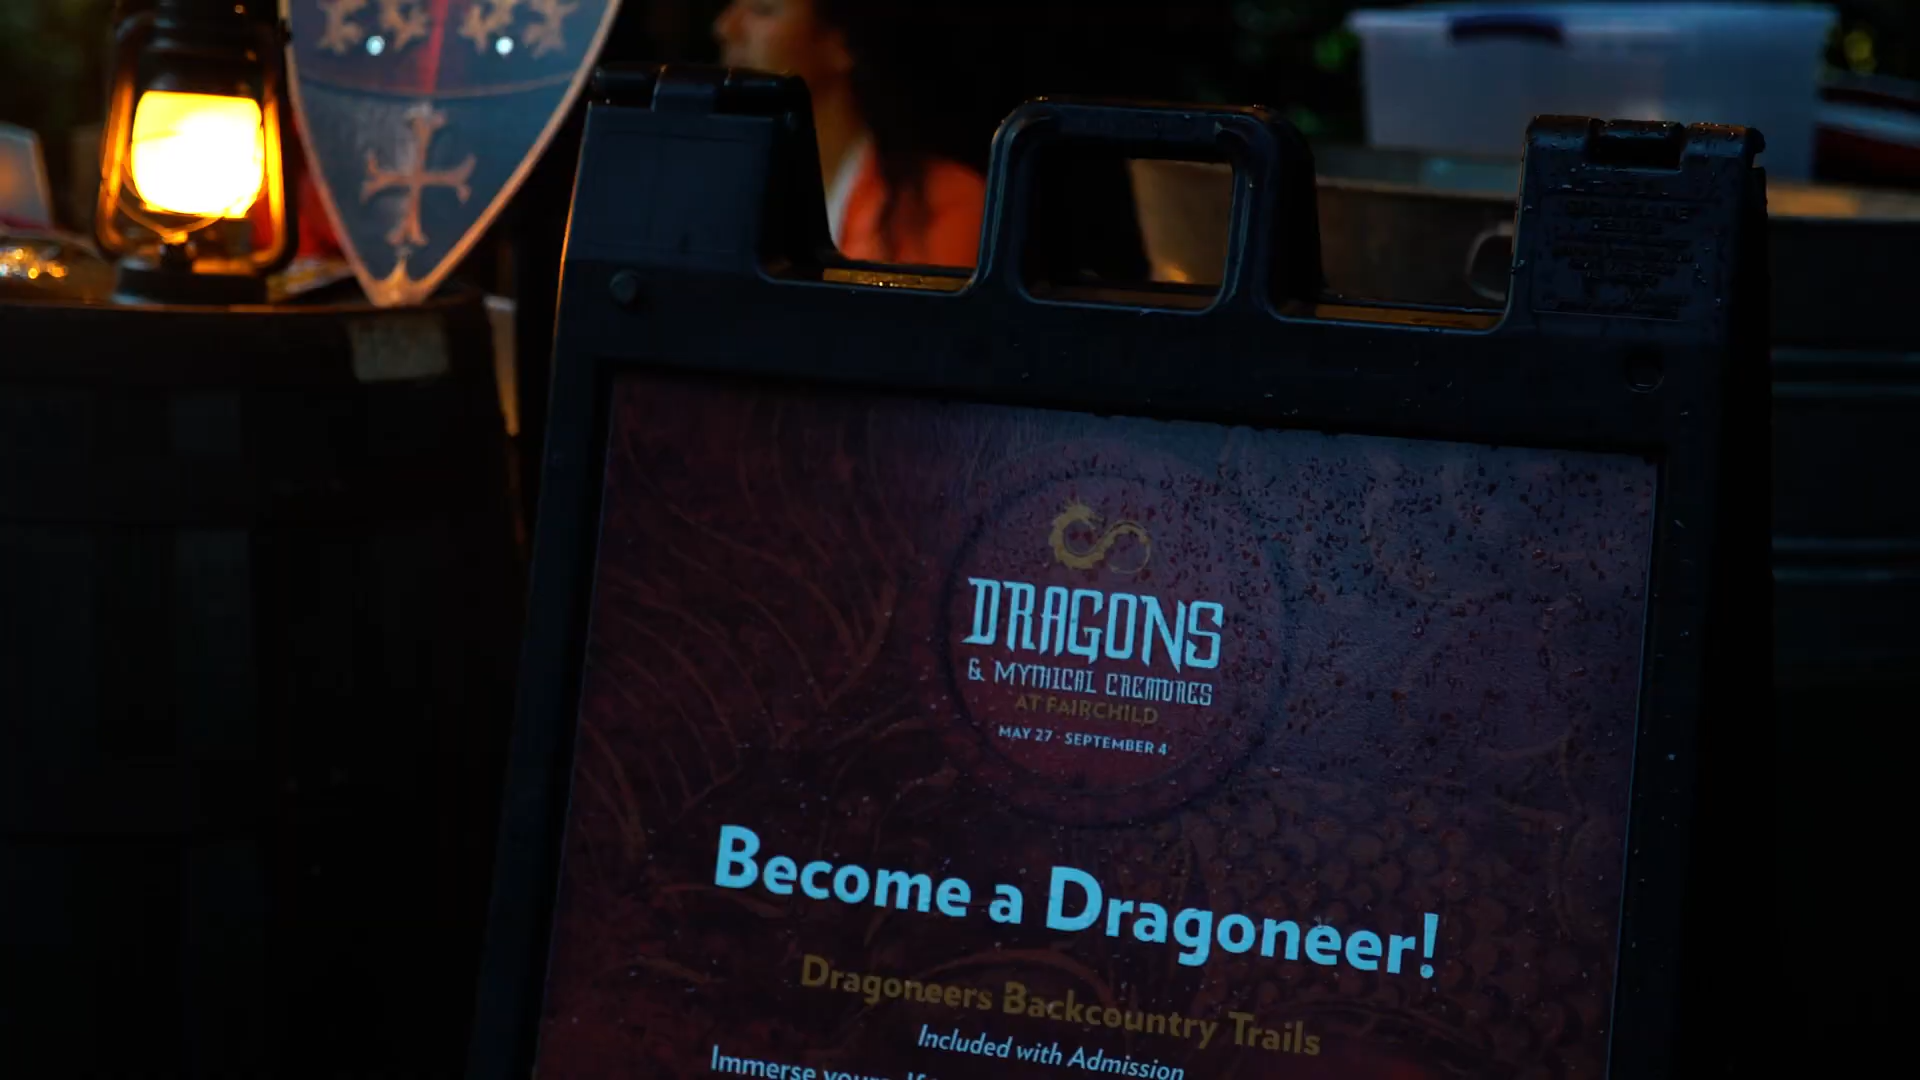 DRAGONS
& MYTHICAL CREATURES
AT FAIRCHILD
MAY 27 - SEPTEMBER 4
Become a Dragoneer!
Dragoneers Backcountry Trails
Included with Admission
Immerse